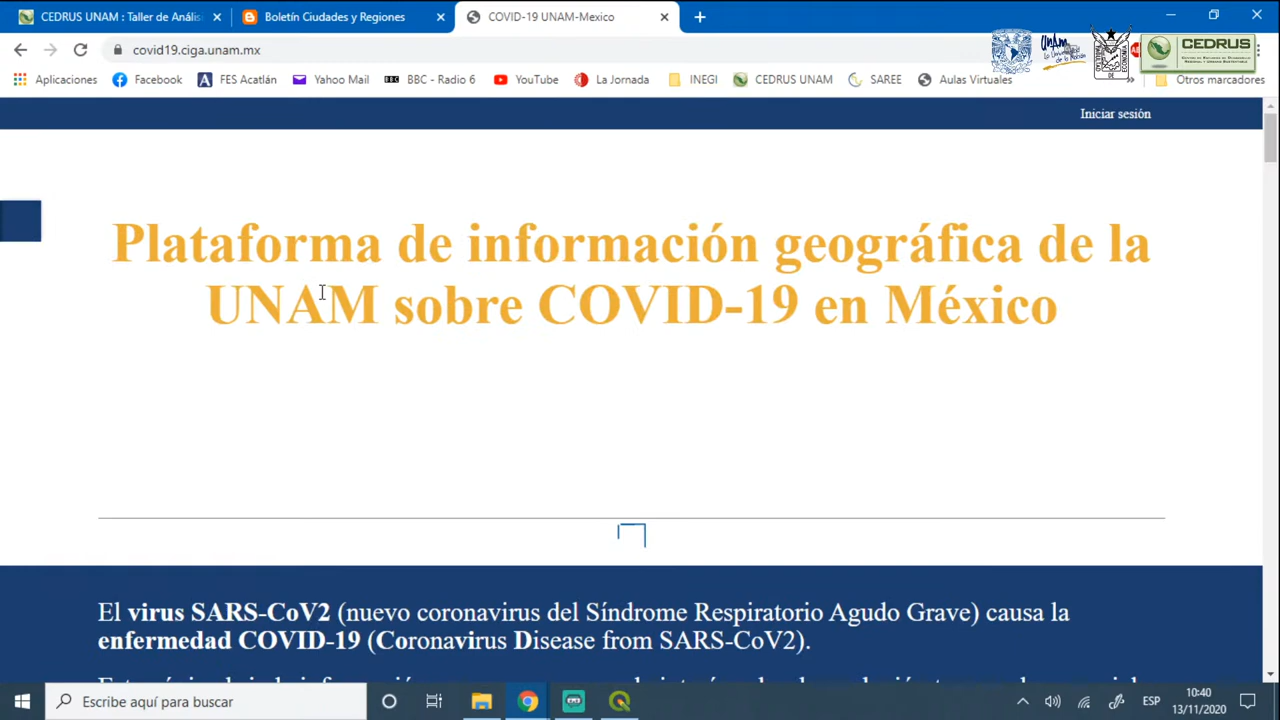 CEDRUS UNAM : Taller de Análisi
Boletín Ciudades y Regiones
COVID-19 UNAM-Mexico
covid19.ciga.unam.mx
CEDRUS
Aplicaciones
Facebook
FES Acatlán
Yahoo Mail
BBC - Radio 6
YouTube
La Jornada
INEGI
CEDRUS UNAM
SAREE
Aulas Virtuales
Otros marcadores
Iniciar sesión
Plataforma de información geográfica de la
UNAM sobre COVID-19 en México
El virus SARS-CoV2 (nuevo coronavirus del Síndrome Respiratorio Agudo Grave) causa la
enfermedad COVID-19 (Coronavirus Disease from SARS-CoV2).
Escribe aquí para buscar
ESP
10:40
13/11/2020